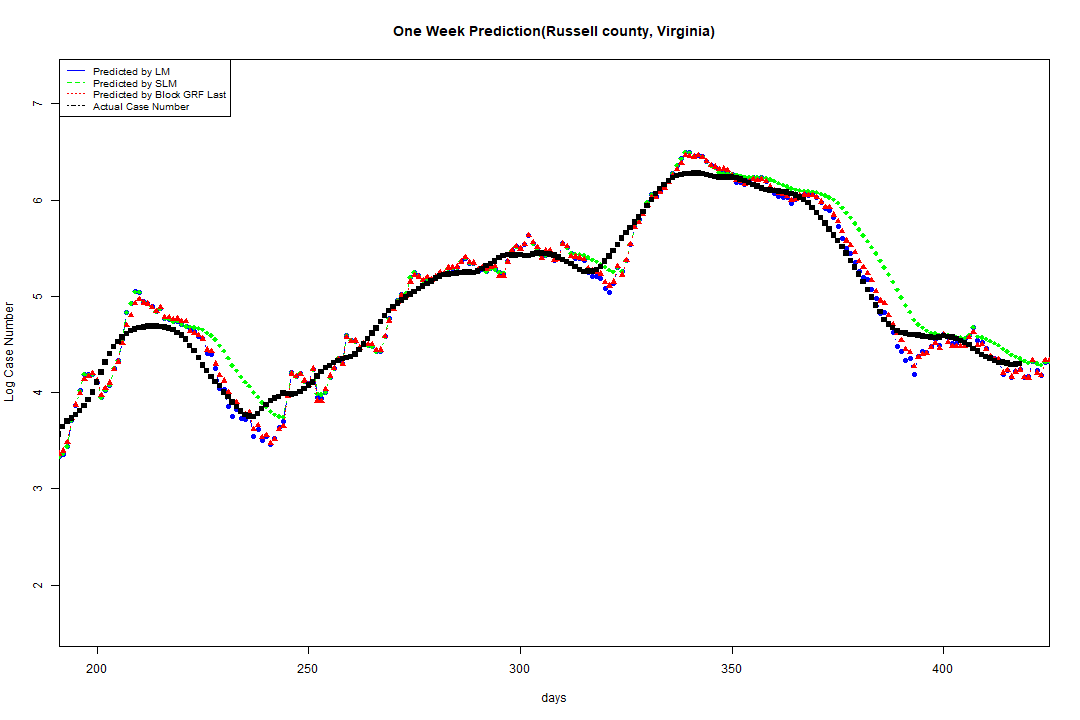 One Week Prediction(Russell county, Virginia)
Predicted by LM
Predicted by SLM
Predicted by Block GRF Last
Actual Case Number
7
6
5
4
3
2
Log Case Number
200 250 300 350 400
days